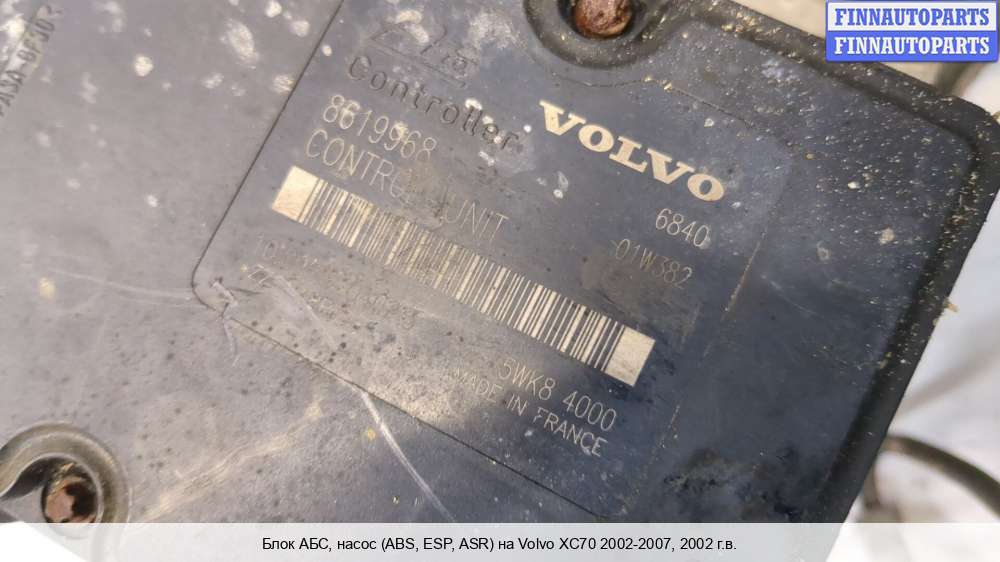 FINNAUTOPARTS
FINNAUTOPARTS
Controller
VOLVO
8619968
6840
CONTROL UNIT
01W382
5WK8 4000
MADE IN FRANCE
Блок АБС, насос (ABS, ESP, ASR) на Volvo XC70 2002-2007, 2002 г.в.